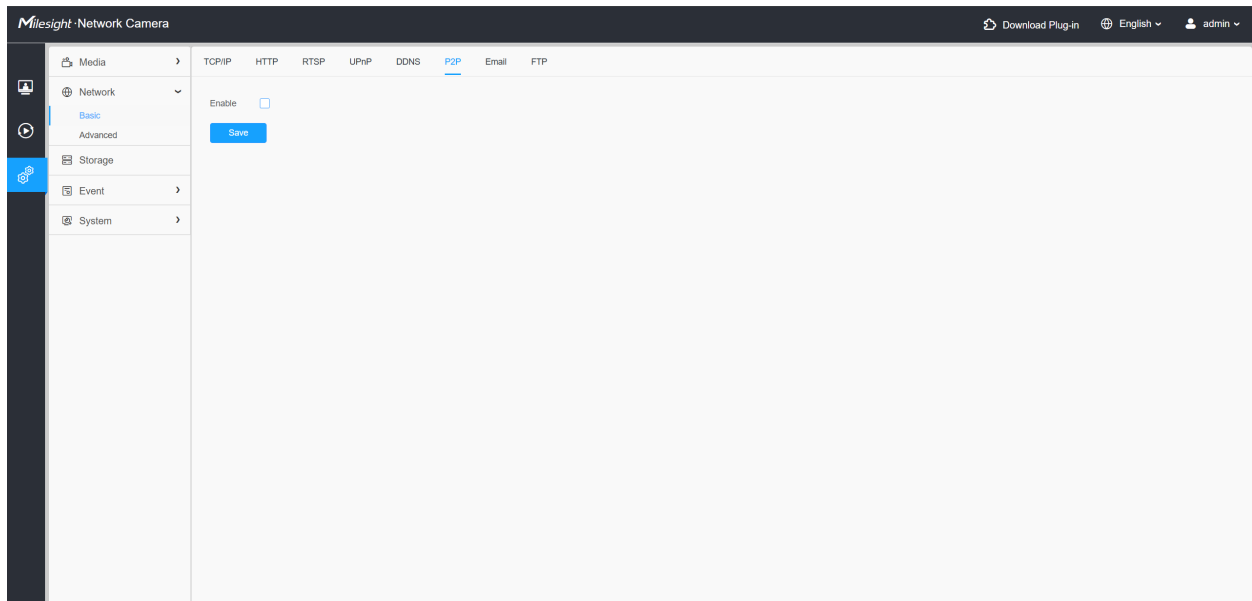 Milesight·Network Camera
Download Plug-in
English
admin
Media
Network
Basic
Advanced
Storage
Event
System
TCP/IP HTTP RTSP UPnP DDNS P2P Email FTP
Enable
Save